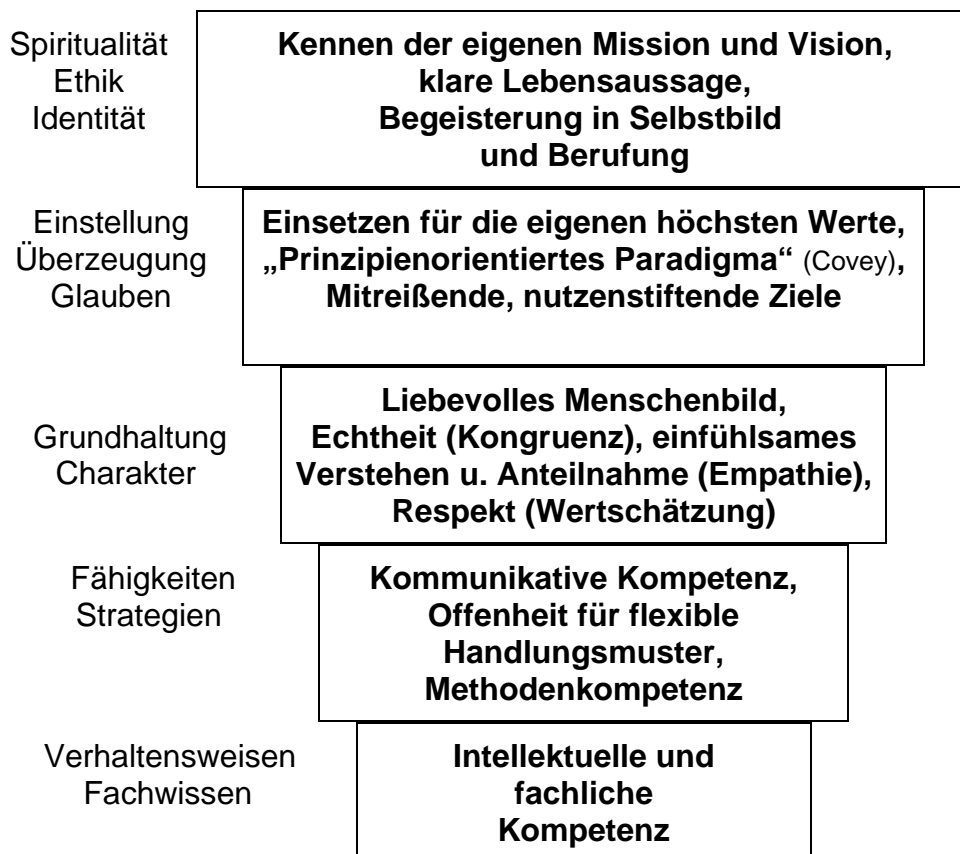 Spiritualität
Ethik
Identität
Kennen der eigenen Mission und Vision,
klare Lebensaussage,
Begeisterung in Selbstbild
und Berufung
Einstellung
Überzeugung
Glauben
Einsetzen für die eigenen höchsten Werte,
„Prinzipienorientiertes Paradigma“ (Covey),
Mitreißende, nutzenstiftende Ziele
Grundhaltung
Charakter
Liebevolles Menschenbild,
Echtheit (Kongruenz), einfühlsames
Verstehen u. Anteilnahme (Empathie),
Respekt (Wertschätzung)
Fähigkeiten
Strategien
Kommunikative Kompetenz,
Offenheit für flexible
Handlungsmuster,
Methodenkompetenz
Verhaltensweisen
Fachwissen
Intellektuelle und
fachliche
Kompetenz